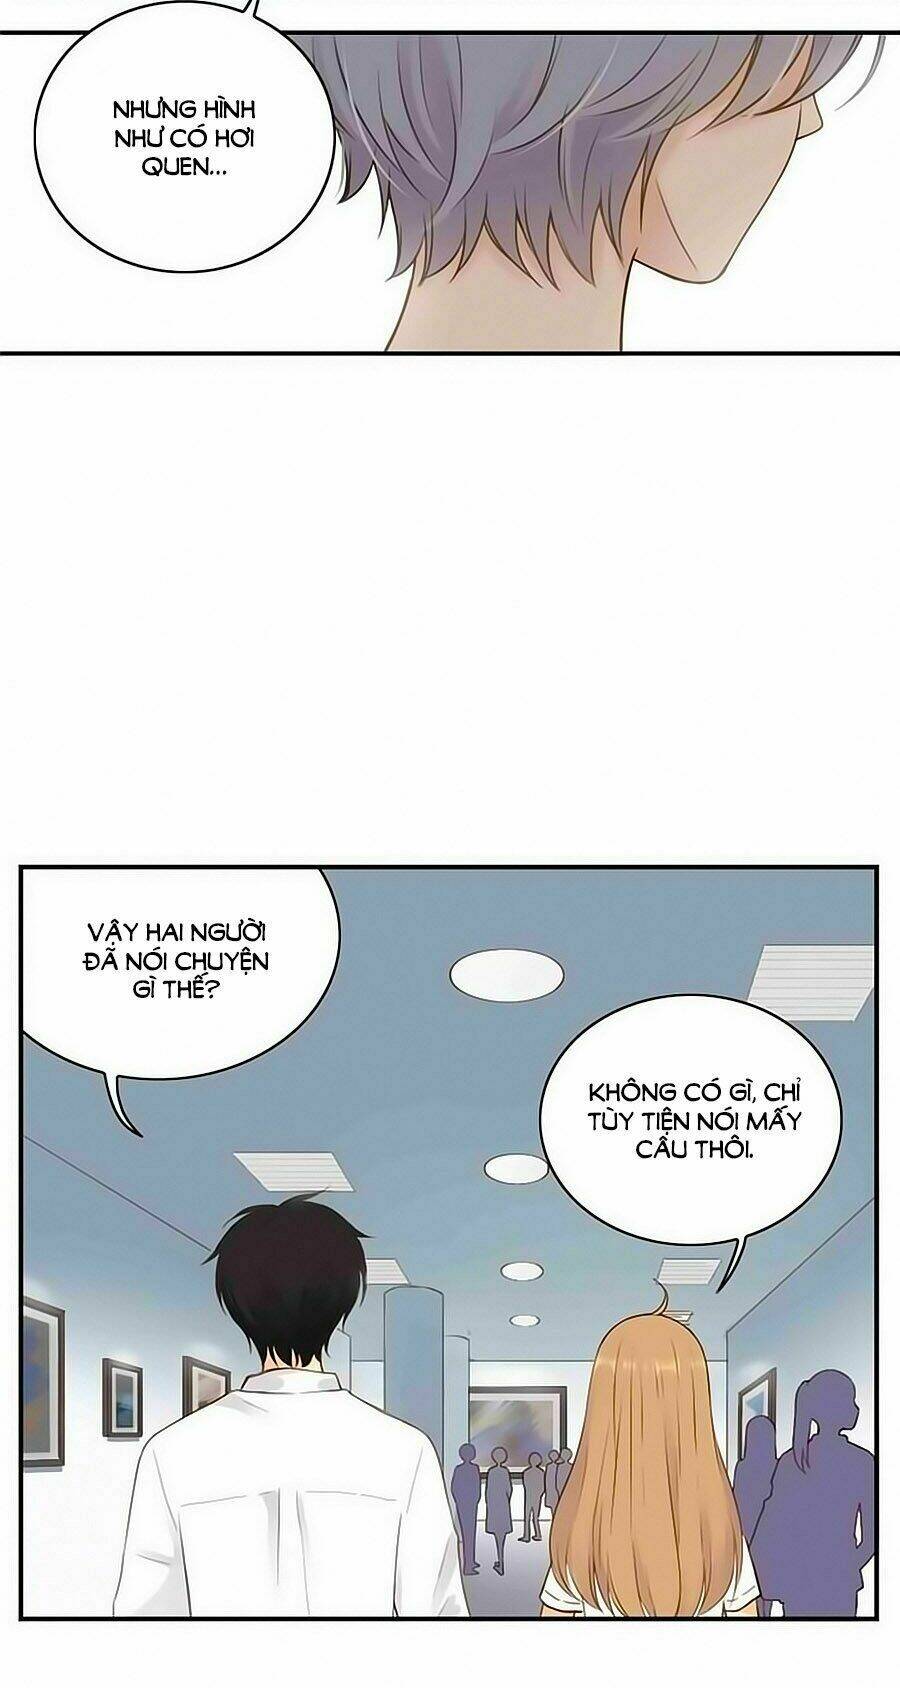 NHƯNG HÌNH
NHƯ CÓ HƠI
QUEN...
VẬY HAI NGƯỜI
ĐÃ NÓI CHUYỆN
GÌ THẾ?
KHÔNG CÓ GÌ, CHỈ
TÙY TIỆN NÓI MẤY
CÂU THÔI.